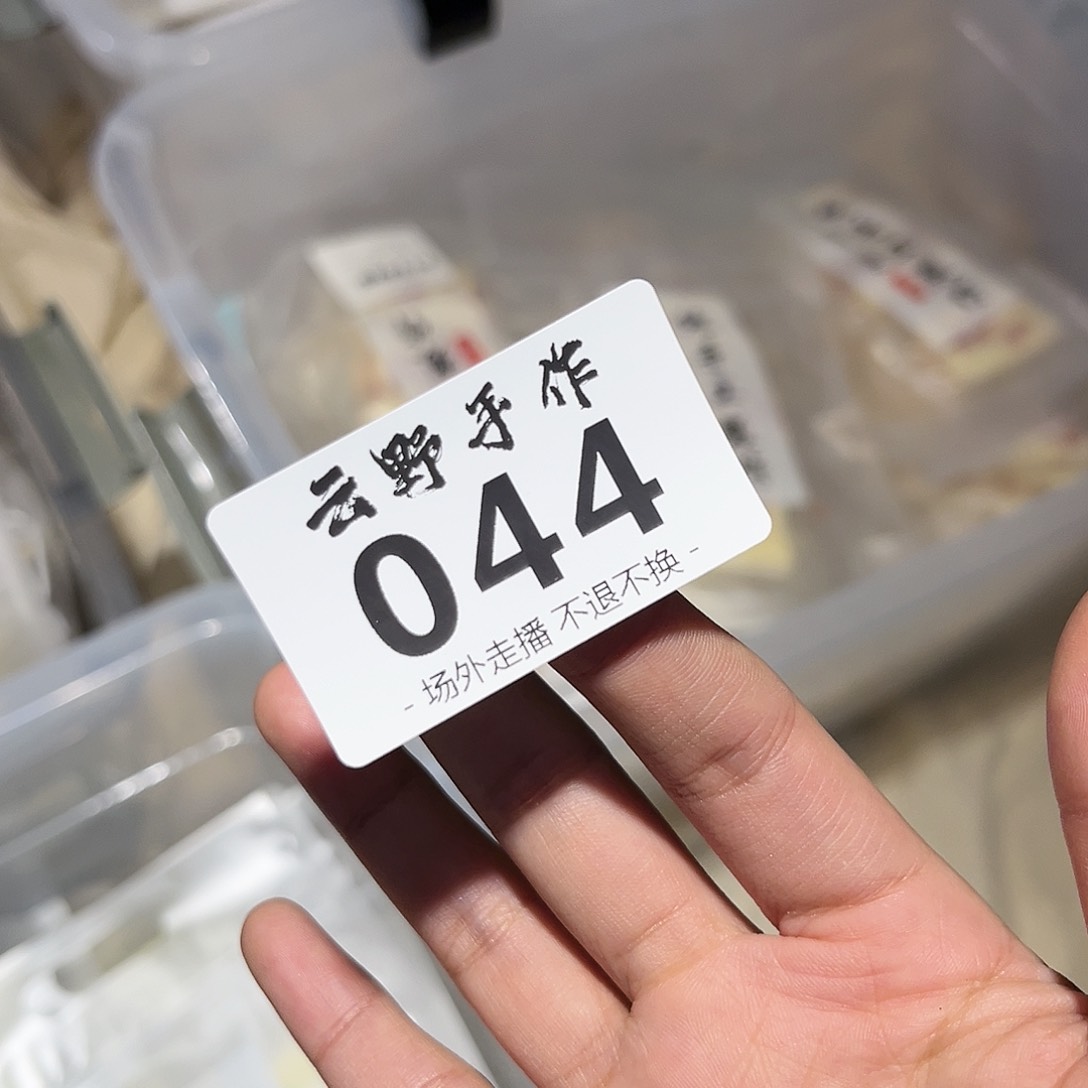 云野手作
044
- 场外走播 不退不换 -